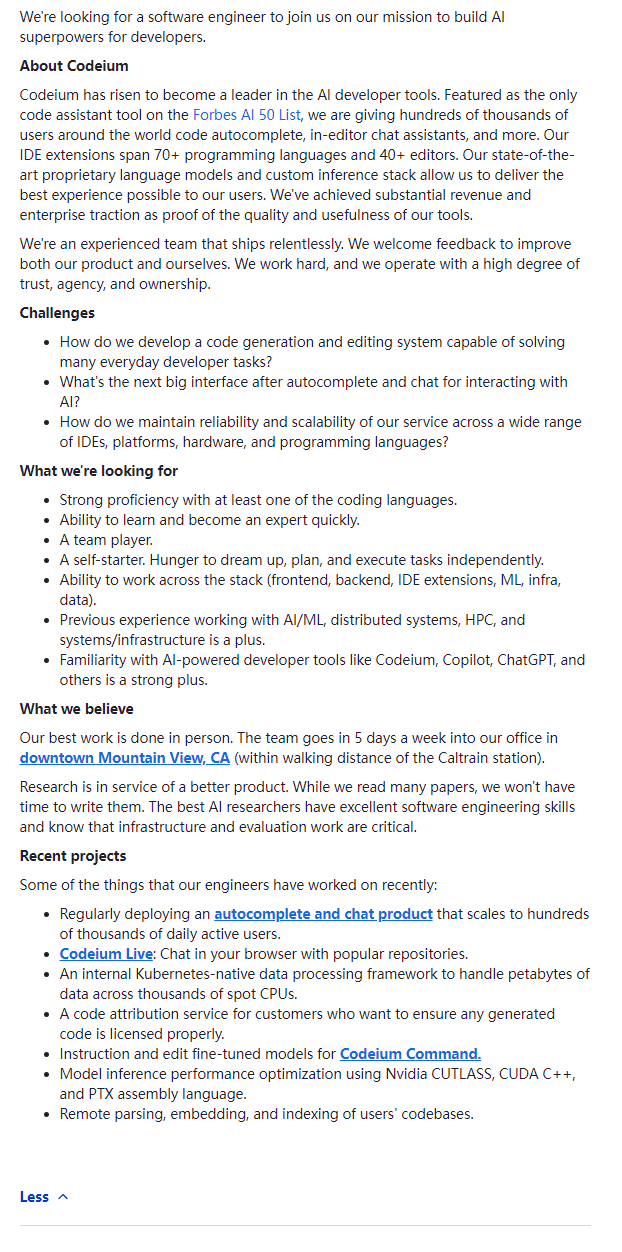 We're looking for a software engineer to join us on our mission to build AI
superpowers for developers.
About Codeium
Codeium has risen to become a leader in the AI developer tools. Featured as the only
code assistant tool on the Forbes AI 50 List, we are giving hundreds of thousands of
users around the world code autocomplete, in-editor chat assistants, and more. Our
IDE extensions span 70+ programming languages and 40+ editors. Our state-of-the-
art proprietary language models and custom inference stack allow us to deliver the
best experience possible to our users. We've achieved substantial revenue and
enterprise traction as proof of the quality and usefulness of our tools.
We're an experienced team that ships relentlessly. We welcome feedback to improve
both our product and ourselves. We work hard, and we operate with a high degree of
trust, agency, and ownership.
Challenges
• How do we develop a code generation and editing system capable of solving
many everyday developer tasks?
• What's the next big interface after autocomplete and chat for interacting with
AI?
• How do we maintain reliability and scalability of our service across a wide range
of IDEs, platforms, hardware, and programming languages?
What we're looking for
• Strong proficiency with at least one of the coding languages.
• Ability to learn and become an expert quickly.
• A team player.
• A self-starter. Hunger to dream up, plan, and execute tasks independently.
• Ability to work across the stack (frontend, backend, IDE extensions, ML, infra,
data).
• Previous experience working with AI/ML, distributed systems, HPC, and
systems/infrastructure is a plus.
• Familiarity with AI-powered developer tools like Codeium, Copilot, ChatGPT, and
others is a strong plus.
What we believe
Our best work is done in person. The team goes in 5 days a week into our office in
downtown Mountain View, CA (within walking distance of the Caltrain station).
Research is in service of a better product. While we read many papers, we won't have
time to write them. The best AI researchers have excellent software engineering skills
and know that infrastructure and evaluation work are critical.
Recent projects
Some of the things that our engineers have worked on recently:
• Regularly deploying an autocomplete and chat product that scales to hundreds
of thousands of daily active users.
• Codeium Live: Chat in your browser with popular repositories.
• An internal Kubernetes-native data processing framework to handle petabytes of
data across thousands of spot CPUs.
• A code attribution service for customers who want to ensure any generated
code is licensed properly.
• Instruction and edit fine-tuned models for Codeium Command.
• Model inference performance optimization using Nvidia CUTLASS, CUDA C++,
and PTX assembly language.
• Remote parsing, embedding, and indexing of users' codebases.
Less